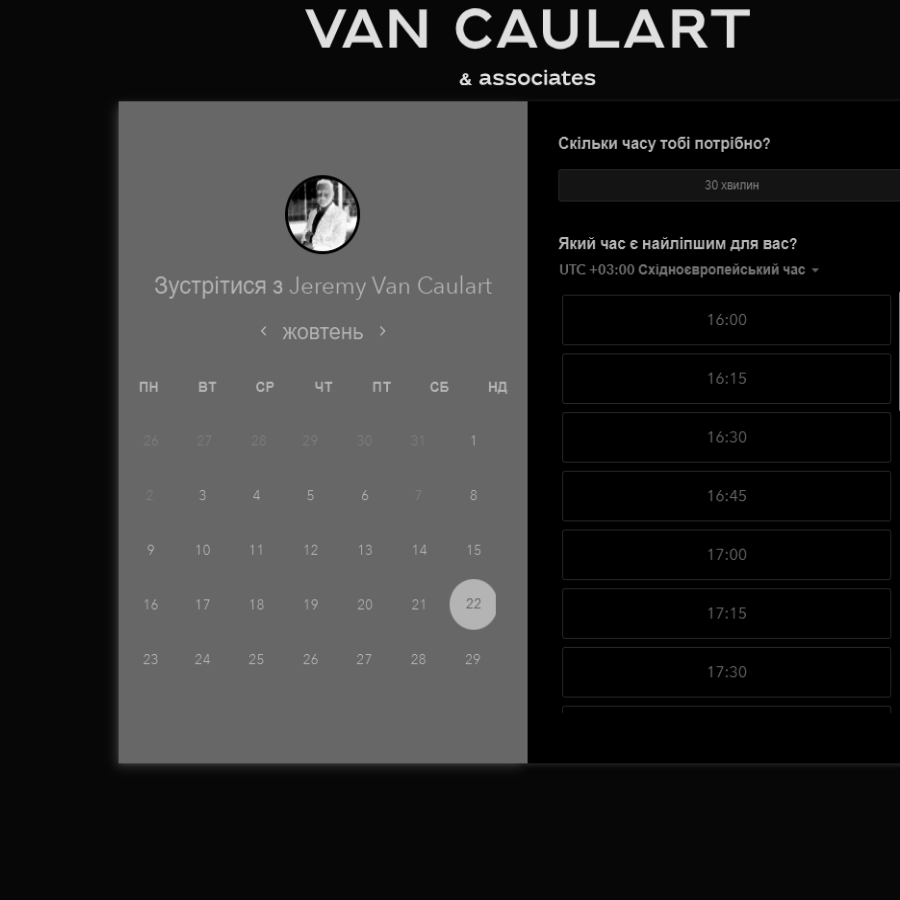 VAN CAULART
& associates
Зустрітися з Jeremy Van Caulart
жовтень
ПН ВТ СР ЧТ ПТ СБ НД
26 27 28 29 30 31 1
2 3 4 5 6 7 8
9 10 11 12 13 14 15
16 17 18 19 20 21 22
23 24 25 26 27 28 29
Скільки часу тобі потрібно?
30 хвилин
Який час є найліпшим для вас?
UTC +03:00 Східноєвропейський час
16:00
16:15
16:30
16:45
17:00
17:15
17:30